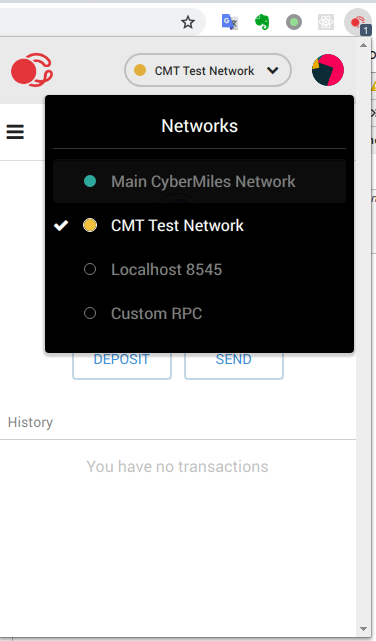 1
CMT Test Network
Networks
Main CyberMiles Network
CMT Test Network
Localhost 8545
Custom RPC
DEPOSIT SEND
History
You have no transactions